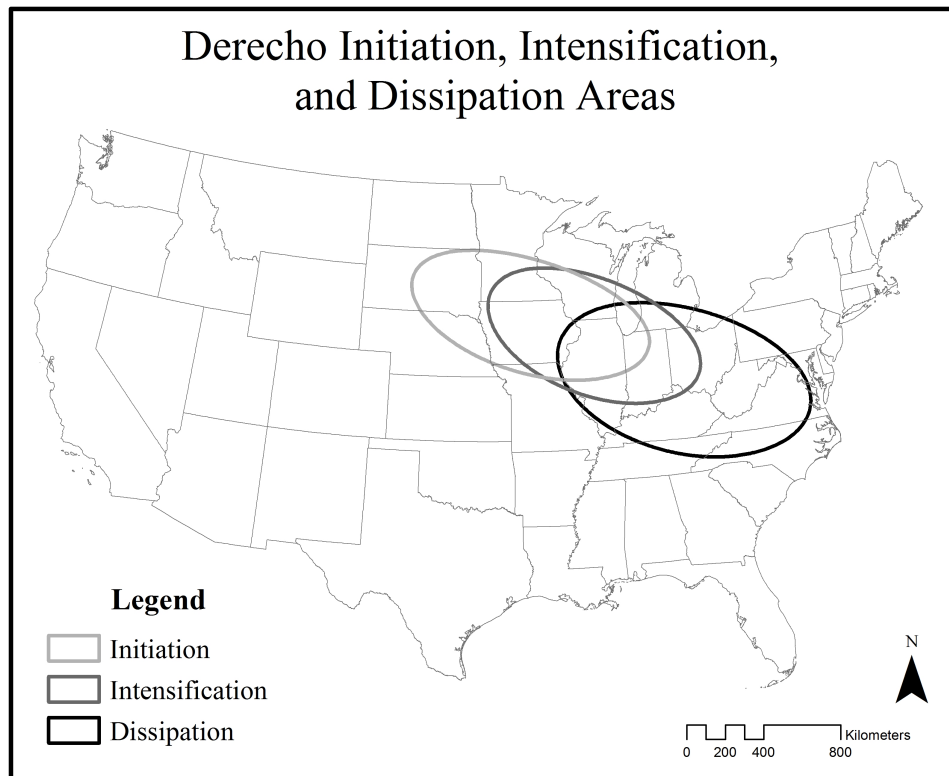 Derecho Initiation, Intensification,
and Dissipation Areas
Legend
Initiation
Intensification
Dissipation
N
Kilometers
0 200 400 800